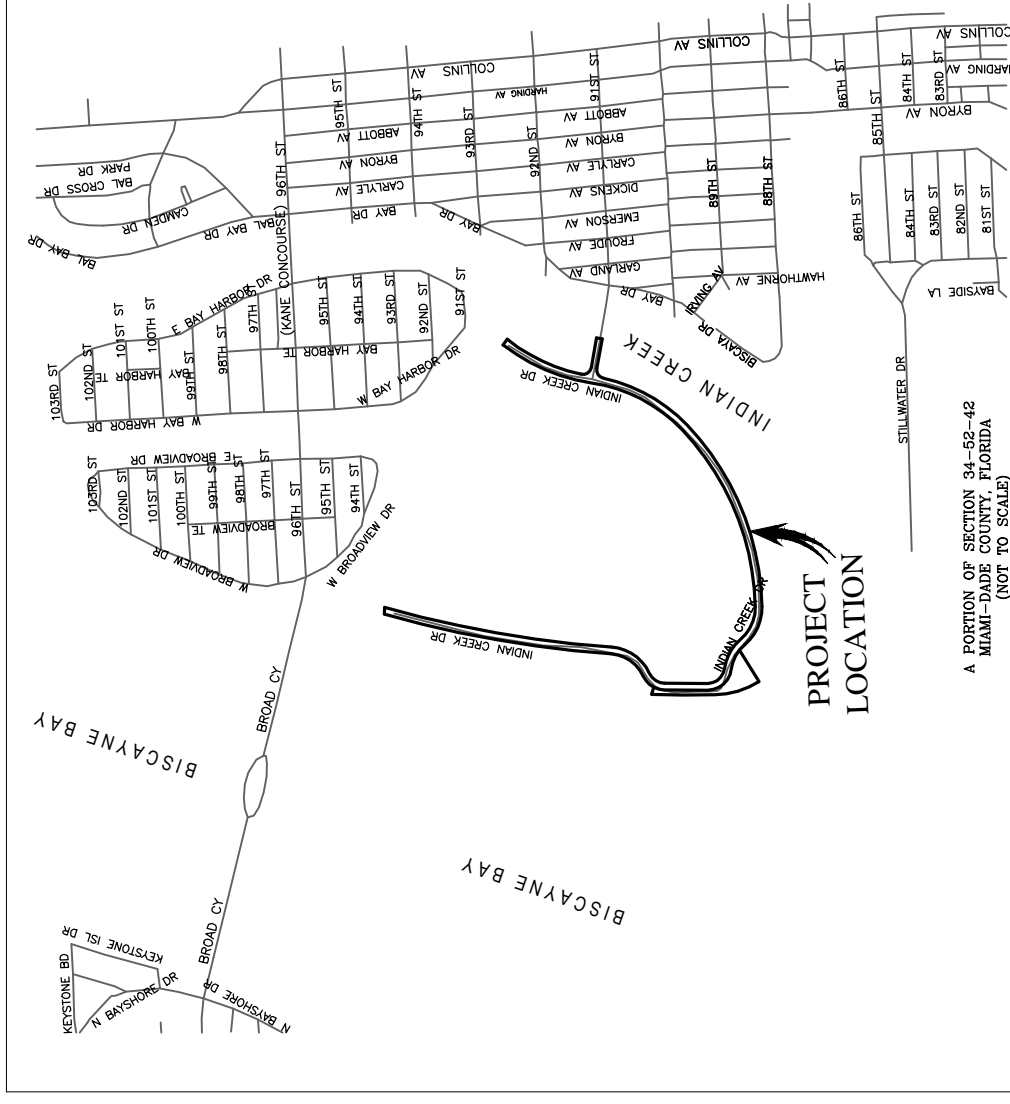 COLLINS AV
COLLINS AV
COLLINS AV
HARDING AV
HARDING AV
ABBOTT AV
ABBOTT AV
BYRON AV
BYRON AV
BYRON AV
CARLYLE AV
CARLYLE AV
DICKENS AV
EMERSON AV
FROUDE AV
GARLAND AV
HAWTHORNE AV
IRVING AV
BISCAYA DR
BAY DR
BAY DR
BAY DR
95TH ST
94TH ST
93RD ST
92ND ST
91ST ST
89TH ST
88TH ST
86TH ST
85TH ST
84TH ST
83RD ST
86TH ST
84TH ST
83RD ST
82ND ST
81ST ST
BAYSIDE LA
STILLWATER DR
PARK DR
BAL CROSS DR
CAMDEN DR
BAL BAY DR
BAL BAY DR
(KANE CONCOURSE) 96TH ST
103RD ST
102ND ST
101ST ST
100TH ST
99TH ST
98TH ST
97TH ST
95TH ST
94TH ST
93RD ST
92ND ST
91ST ST
E BAY HARBOR DR
BAY HARBOR TE
BAY HARBOR TE
W BAY HARBOR DR
W BAY HARBOR DR
103RD ST
102ND ST
101ST ST
100TH ST
99TH ST
98TH ST
97TH ST
96TH ST
95TH ST
94TH ST
E BROADVIEW DR
BROADVIEW TE
W BROADVIEW DR
W BROADVIEW DR
INDIAN CREEK
INDIAN CREEK DR
INDIAN CREEK DR
INDIAN CREEK DR
BROAD CY
BROAD CY
BISCAYNE BAY
BISCAYNE BAY
KEYSTONE BD
KEYSTONE ISL DR
N BAYSHORE DR
N BAYSHORE DR
PROJECT
LOCATION
A PORTION OF SECTION 34-52-42
MIAMI-DADE COUNTY, FLORIDA
(NOT TO SCALE)